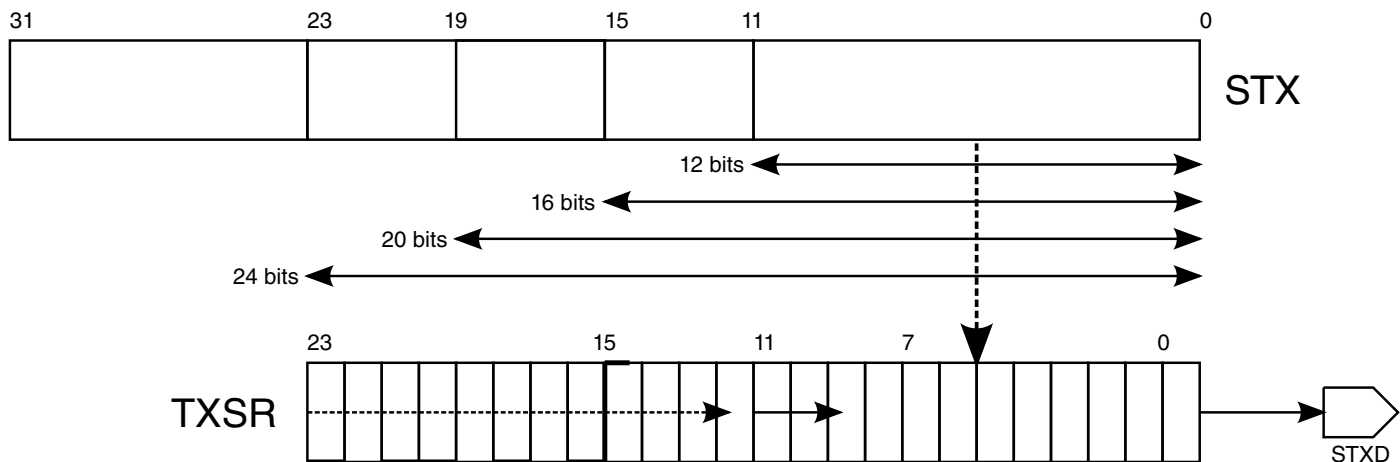 31 23 19 15 11 0
STX
12 bits
16 bits
20 bits
24 bits
23 15 11 7 0
TXSR
STXD